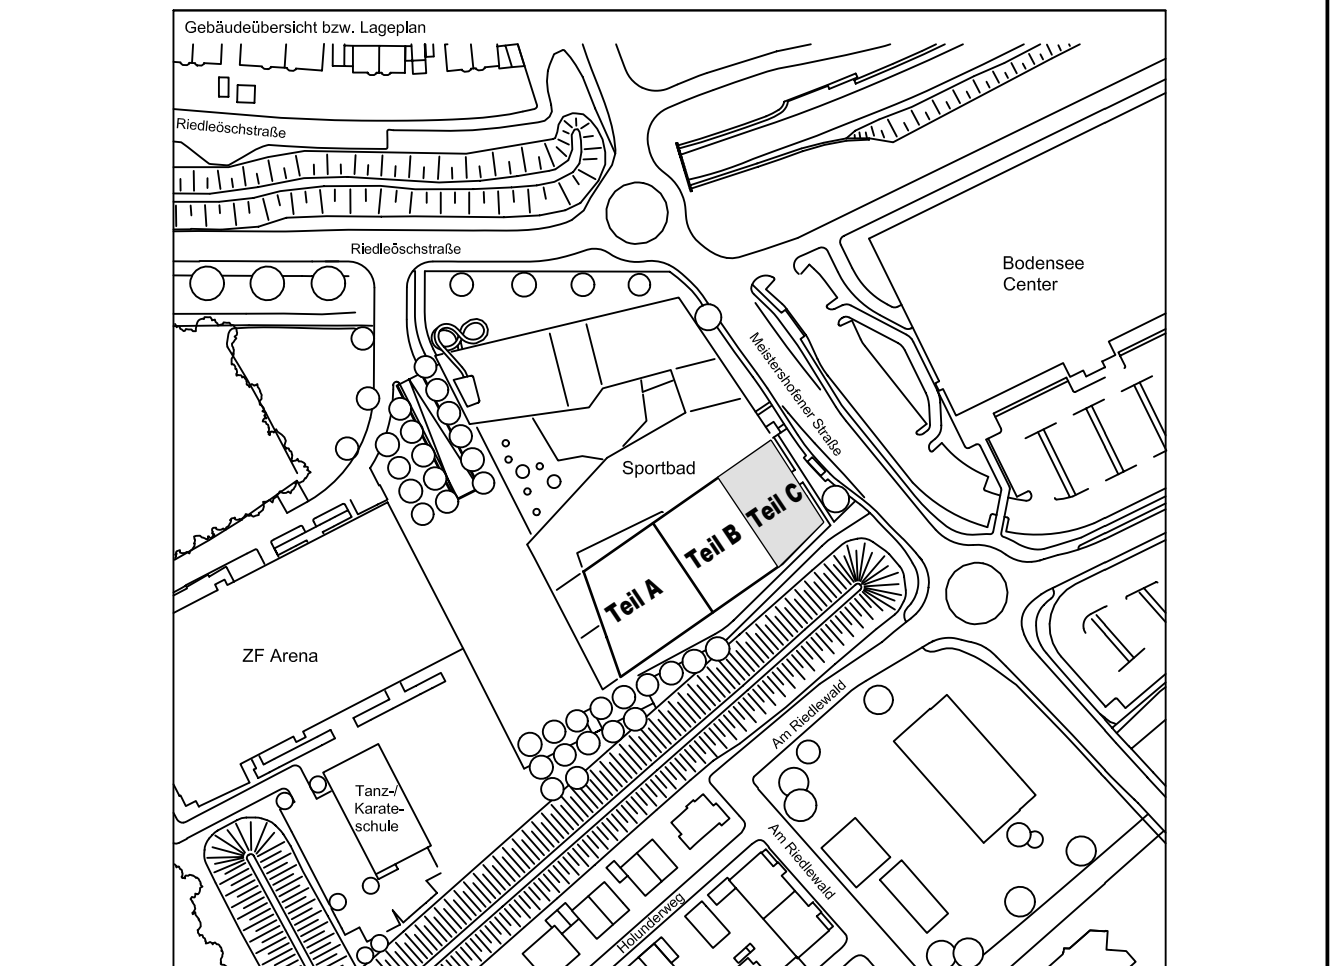 Gebäudeübersicht bzw. Lageplan
Riedleöschstraße
Riedleöschstraße
Bodensee
Center
Meistershofener Straße
Sportbad
Teil C
Teil B
Teil A
ZF Arena
Am Riedlewald
Tanz-/
Karate-
schule
Am Riedlewald
Holunderweg